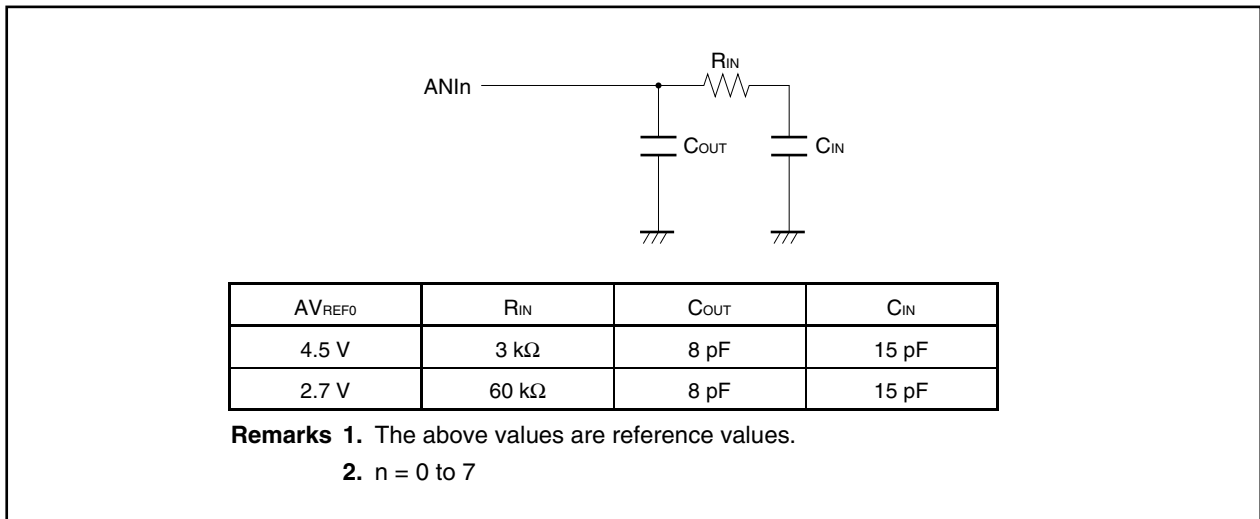 RIN
ANIn
COUT
CIN
AVREF0 RIN COUT CIN
4.5 V 3 kΩ 8 pF 15 pF
2.7 V 60 kΩ 8 pF 15 pF
Remarks 1. The above values are reference values.
2. n = 0 to 7